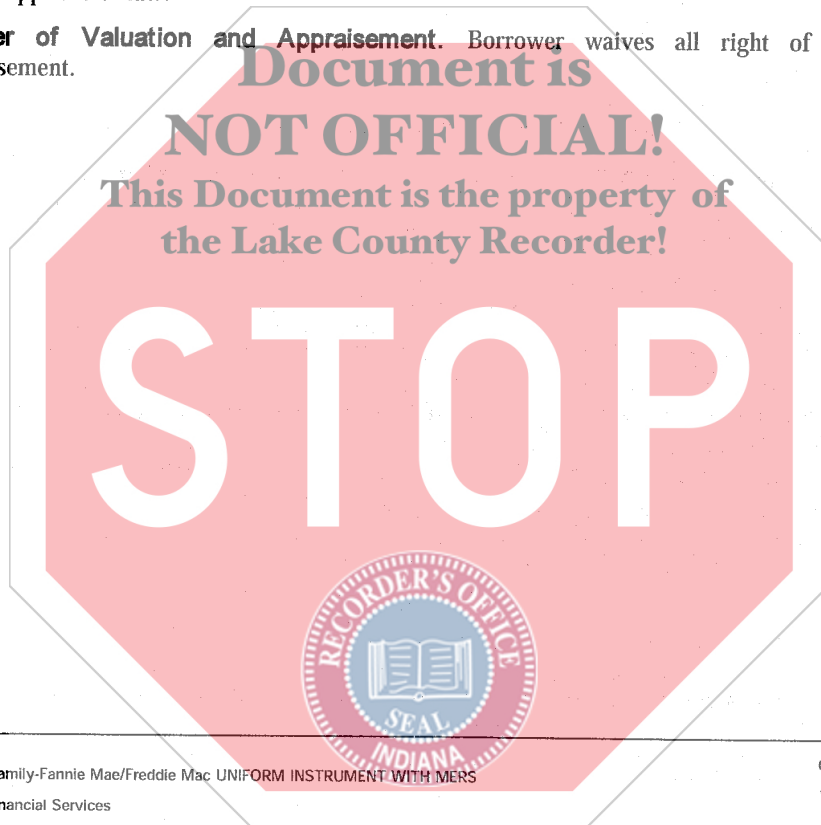 er of Valuation and Appraisement. Borrower waives all right of
sement.
Document is
NOT OFFICIAL!
This Document is the property of
the Lake County Recorder!
STOP
RECORDER'S OFFICE
SEAL
INDIANA
amily-Fannie Mae/Freddie Mac UNIFORM INSTRUMENT WITH MERS
nancial Services